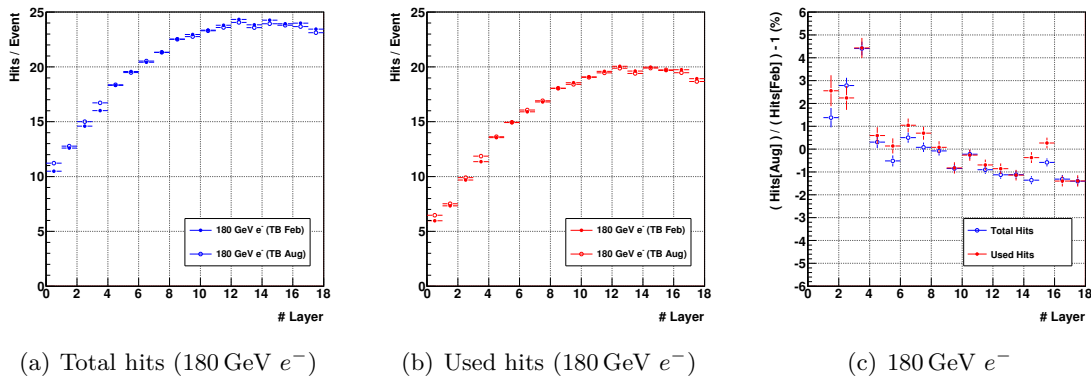 Hits / Event
25
20
15
10
5
0
0 2 4 6 8 10 12 14 16 18
# Layer
180 GeV e⁻ (TB Feb)
180 GeV e⁻ (TB Aug)
(a) Total hits (180 GeV e⁻)
Hits / Event
25
20
15
10
5
0
0 2 4 6 8 10 12 14 16 18
# Layer
180 GeV e⁻ (TB Feb)
180 GeV e⁻ (TB Aug)
(b) Used hits (180 GeV e⁻)
( Hits[Aug] / ( Hits[Feb] ) - 1 (%)
6
5
4
3
2
1
0
-1
-2
-3
-4
-5
-6
0 2 4 6 8 10 12 14 16 18
# Layer
Total Hits
Used Hits
(c) 180 GeV e⁻